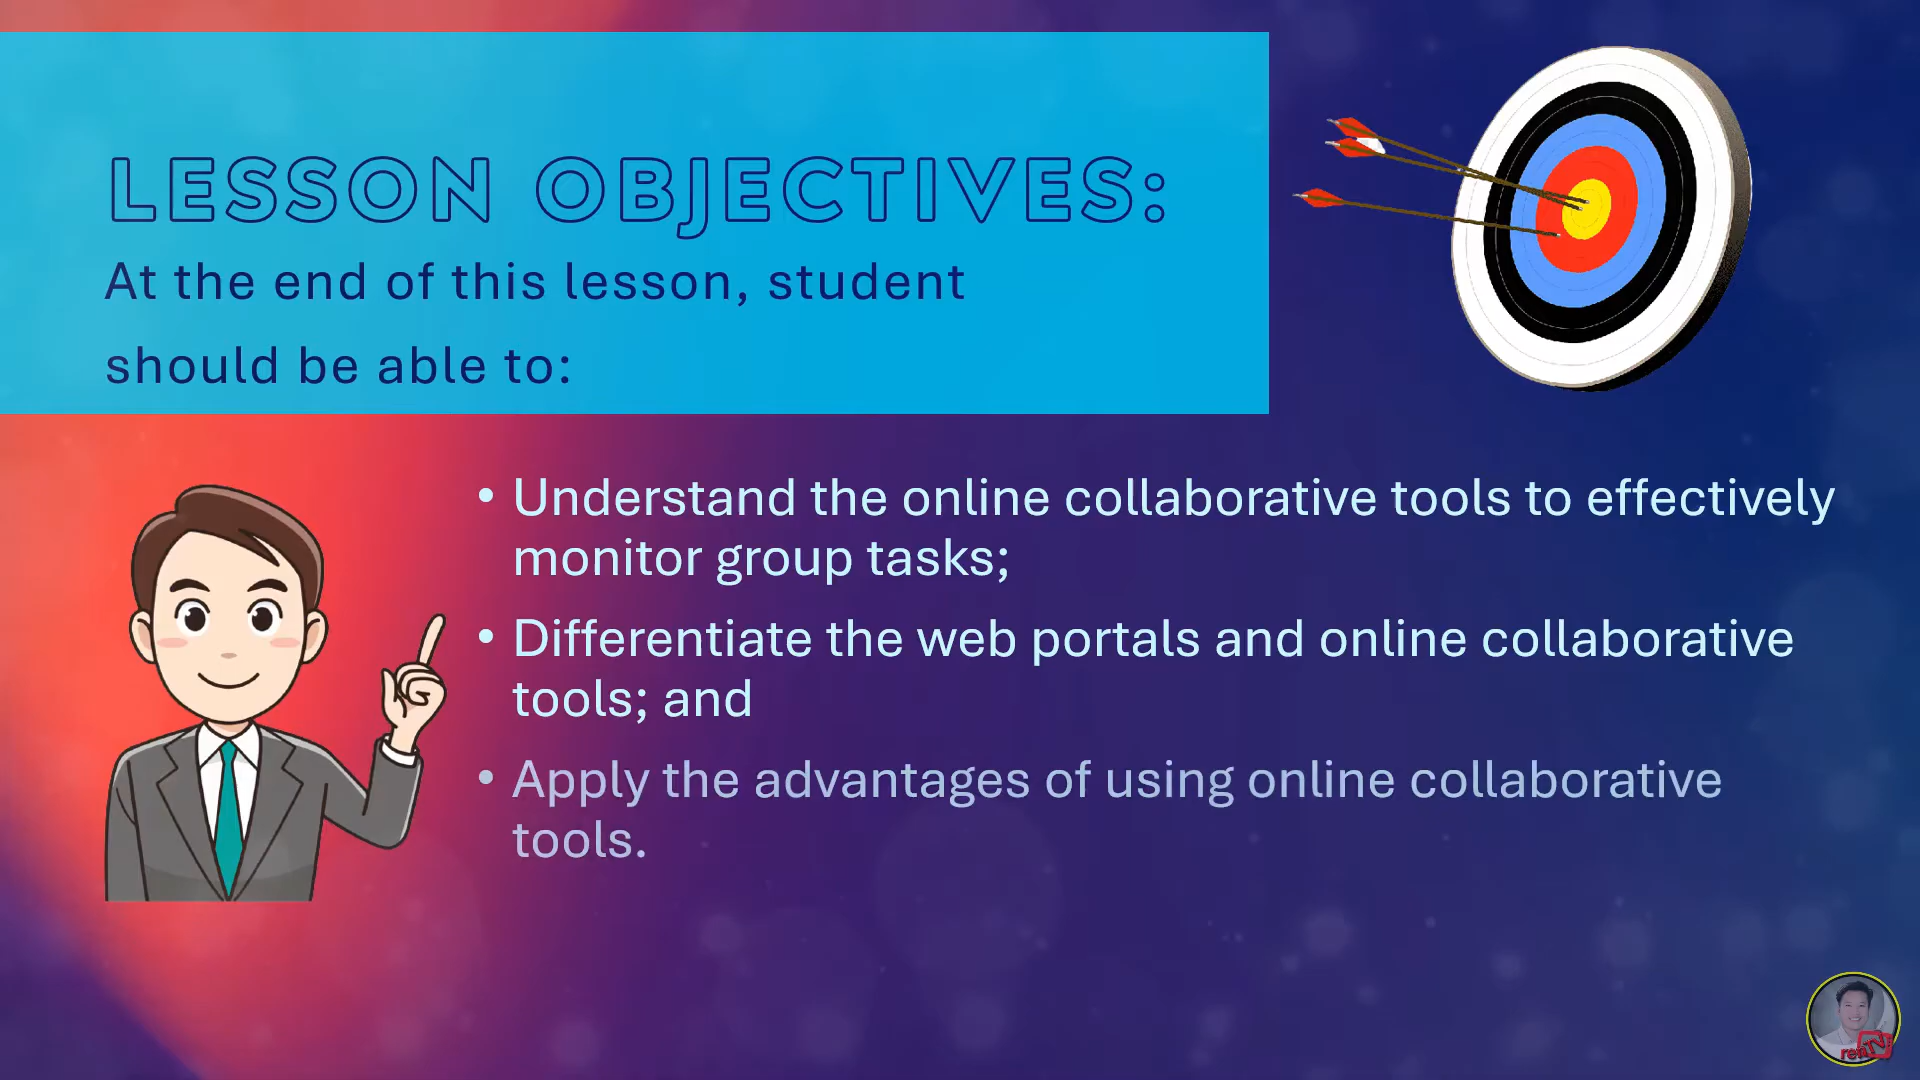 LESSON OBJECTIVES:
At the end of this lesson, student
should be able to:
• Understand the online collaborative tools to effectively
monitor group tasks;
• Differentiate the web portals and online collaborative
tools; and
• Apply the advantages of using online collaborative
tools.
renTV